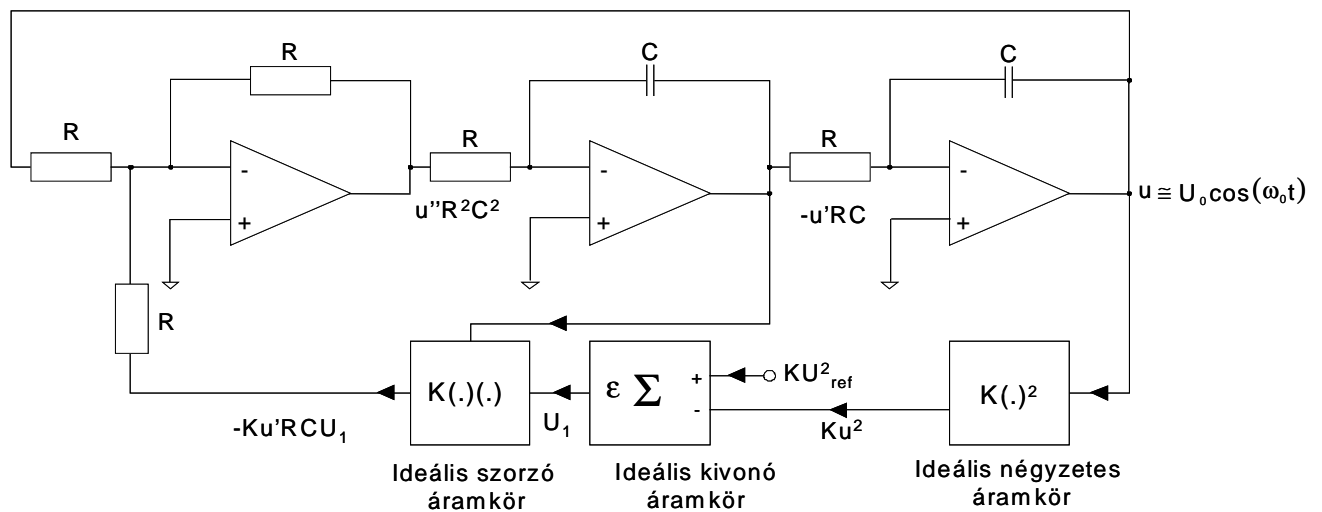 R
C
C
R
R
R
-
+
-
+
-
+
u''R²C²
-u'RC
u ≅ U₀cos(ω₀t)
R
K(.)(.)
ε Σ
+
-
KU²ref
K(.)²
-Ku'RCU₁
U₁
Ku²
Ideális szorzó
áramkör
Ideális kivonó
áramkör
Ideális négyzetes
áramkör